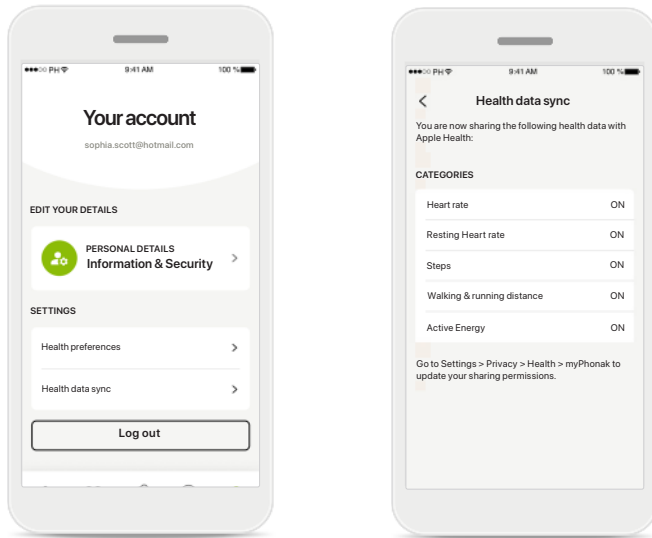 PH 9:41 AM 100 %
Your account
sophia.scott@hotmail.com
EDIT YOUR DETAILS
PERSONAL DETAILS
Information & Security
SETTINGS
Health preferences
Health data sync
Log out
PH 9:41 AM 100 %
Health data sync
You are now sharing the following health data with
Apple Health:
CATEGORIES
Heart rate ON
Resting Heart rate ON
Steps ON
Walking & running distance ON
Active Energy ON
Go to Settings > Privacy > Health > myPhonak to
update your sharing permissions.